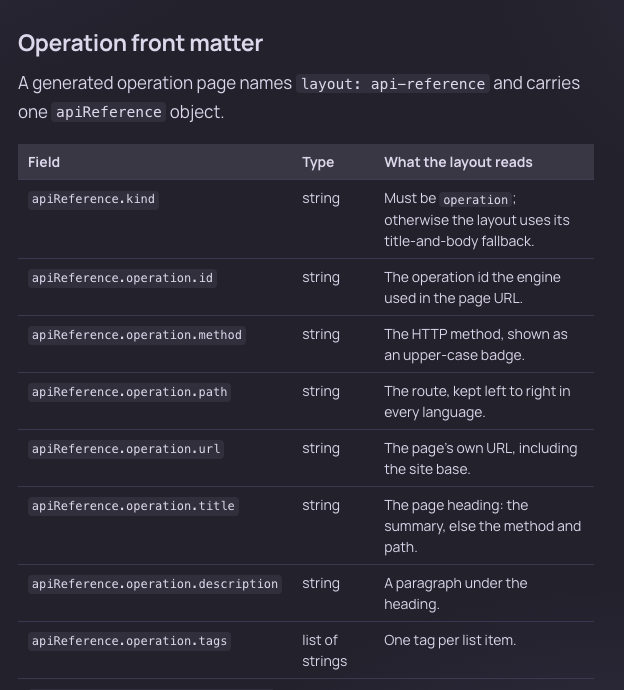 Operation front matter
A generated operation page names layout: api-reference and carries
one apiReference object.
Field Type What the layout reads
apiReference.kind string Must be operation;
otherwise the layout uses its
title-and-body fallback.
apiReference.operation.id string The operation id the engine
used in the page URL.
apiReference.operation.method string The HTTP method, shown as
an upper-case badge.
apiReference.operation.path string The route, kept left to right in
every language.
apiReference.operation.url string The page's own URL, including
the site base.
apiReference.operation.title string The page heading: the
summary, else the method and
path.
apiReference.operation.description string A paragraph under the
heading.
apiReference.operation.tags list of One tag per list item.
strings